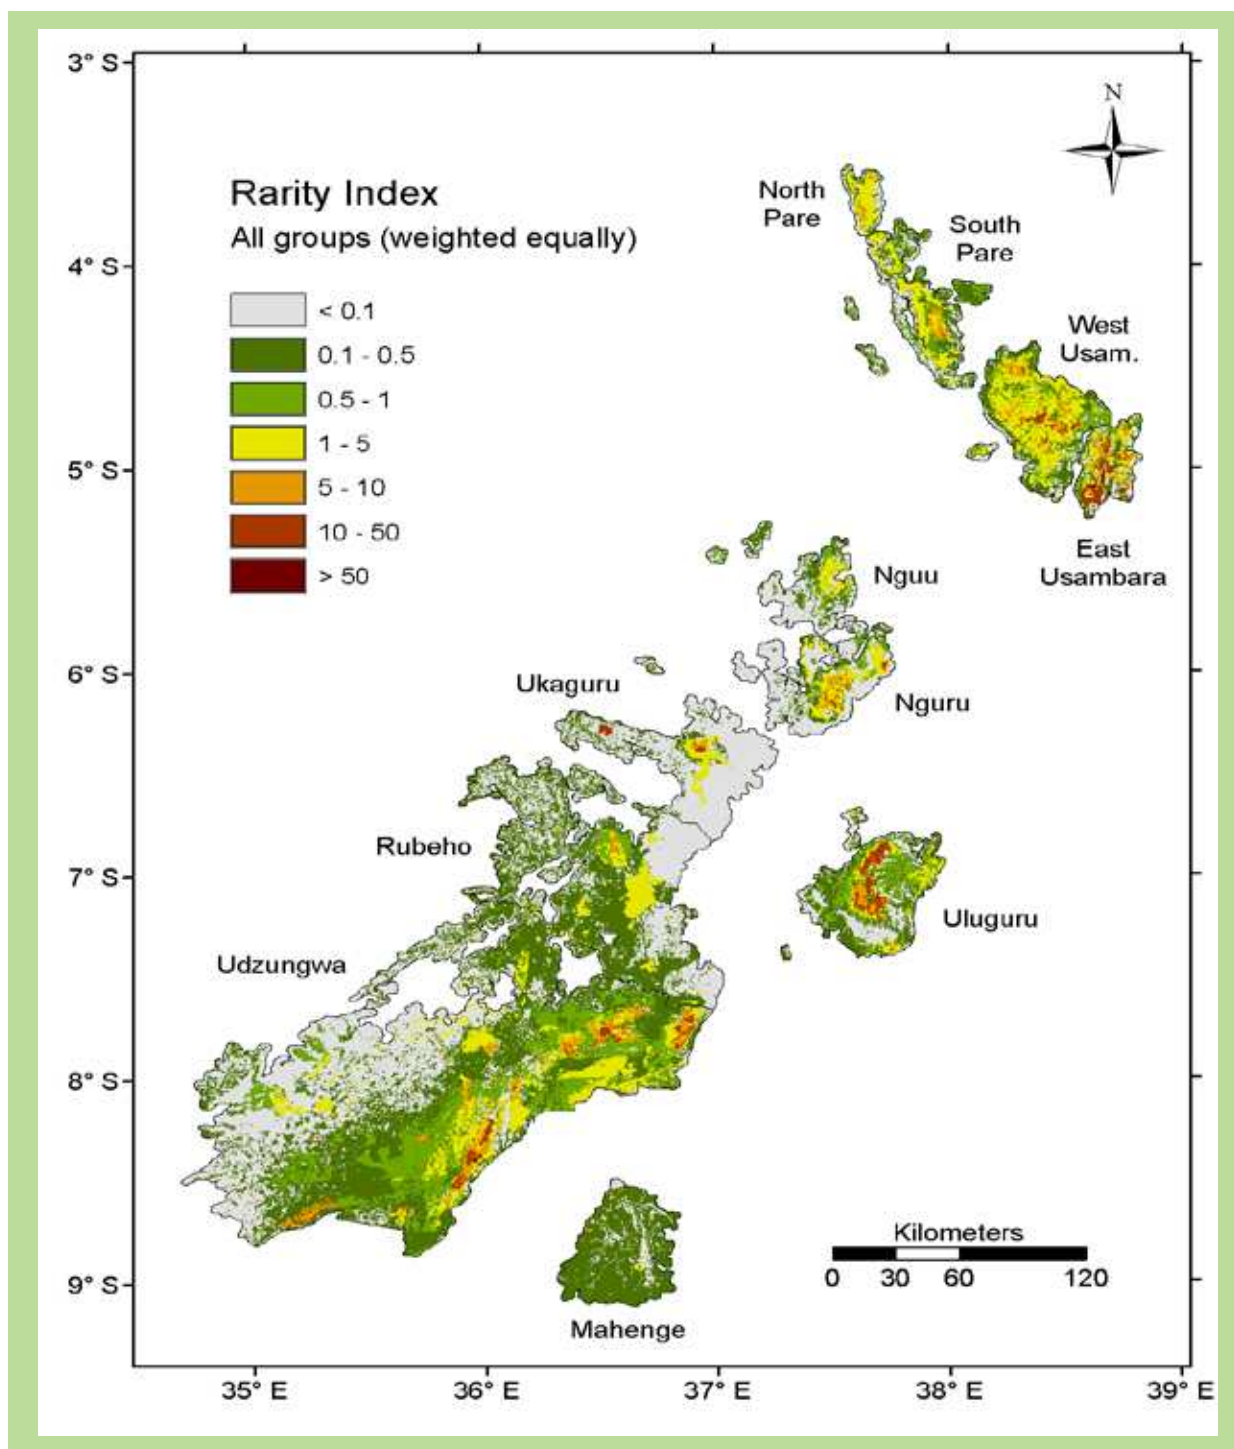 3° S
4° S
5° S
6° S
7° S
8° S
9° S
N
Rarity Index
All groups (weighted equally)
< 0.1
0.1 - 0.5
0.5 - 1
1 - 5
5 - 10
10 - 50
> 50
North
Pare
South
Pare
West
Usam.
East
Usambara
Nguu
Nguru
Ukaguru
Rubeho
Uluguru
Udzungwa
Mahenge
Kilometers
0 30 60 120
35° E 36° E 37° E 38° E 39° E